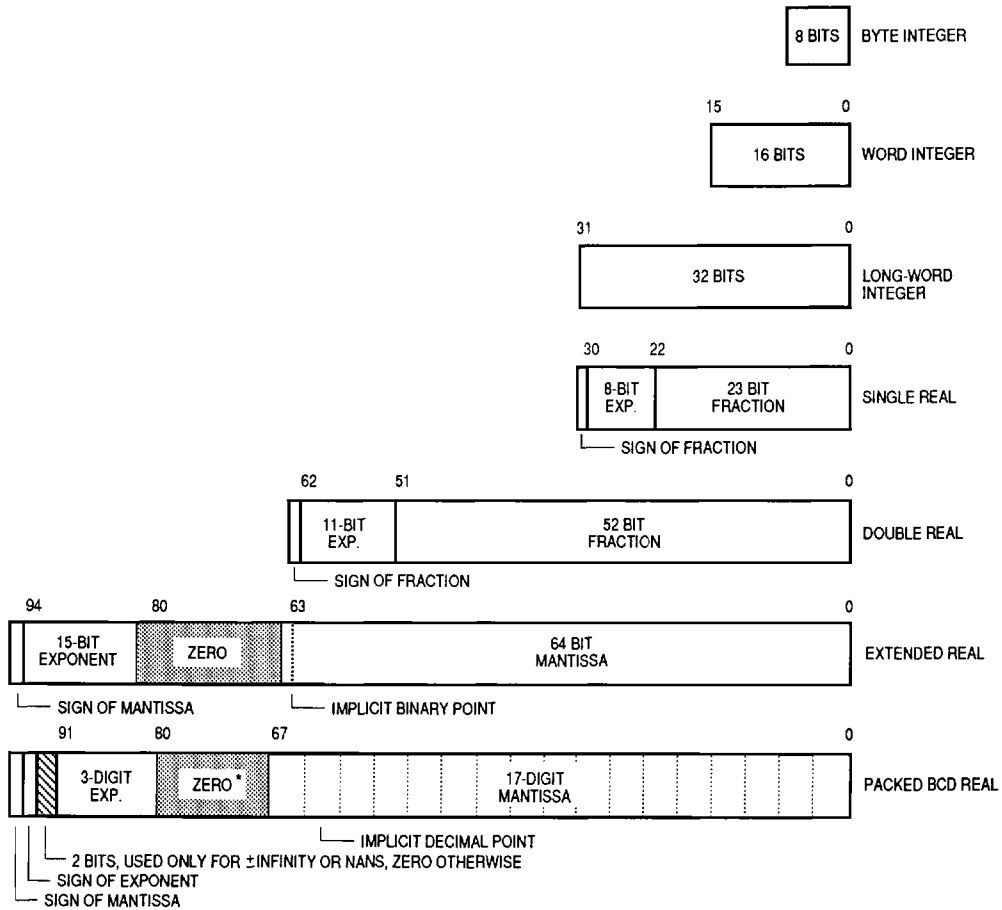 8 BITS BYTE INTEGER
15 0
16 BITS WORD INTEGER
31 0
32 BITS LONG-WORD
INTEGER
30 22 0
8-BIT
EXP.
23 BIT
FRACTION
SINGLE REAL
SIGN OF FRACTION
62 51 0
11-BIT
EXP.
52 BIT
FRACTION
DOUBLE REAL
SIGN OF FRACTION
94 80 63 0
15-BIT
EXPONENT
ZERO
64 BIT
MANTISSA
EXTENDED REAL
SIGN OF MANTISSA IMPLICIT BINARY POINT
91 80 67 0
3-DIGIT
EXP.
ZERO*
17-DIGIT
MANTISSA
PACKED BCD REAL
IMPLICIT DECIMAL POINT
2 BITS, USED ONLY FOR ±INFINITY OR NANS, ZERO OTHERWISE
SIGN OF EXPONENT
SIGN OF MANTISSA